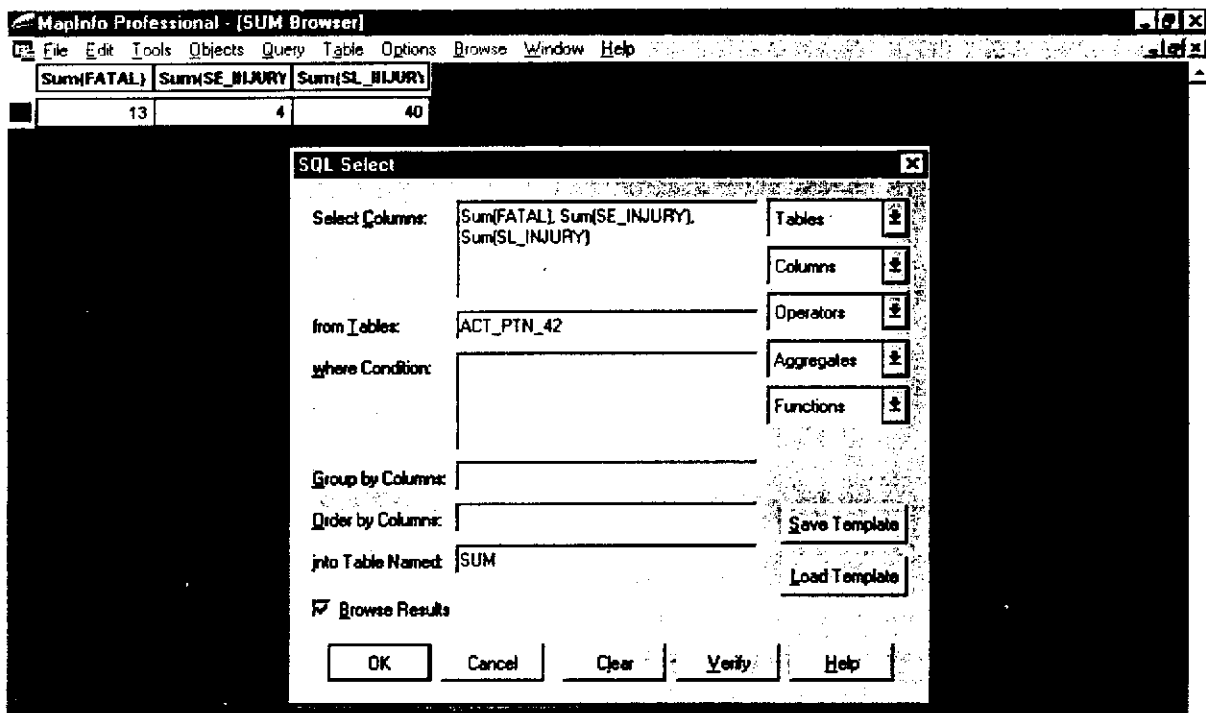 MapInfo Professional - [SUM Browser]
File Edit Tools Objects Query Table Options Browse Window Help
Sum(FATAL) Sum(SE_INJURY Sum(SL_INJURY
13 4 40
SQL Select
Select Columns: Sum(FATAL), Sum(SE_INJURY),
Sum(SL_INJURY)
Tables
Columns
from Tables: ACT_PTN_42
Operators
where Condition:
Aggregates
Functions
Group by Columns:
Order by Columns:
Save Template
into Table Named: SUM
Load Template
Browse Results
OK Cancel Clear Verify Help